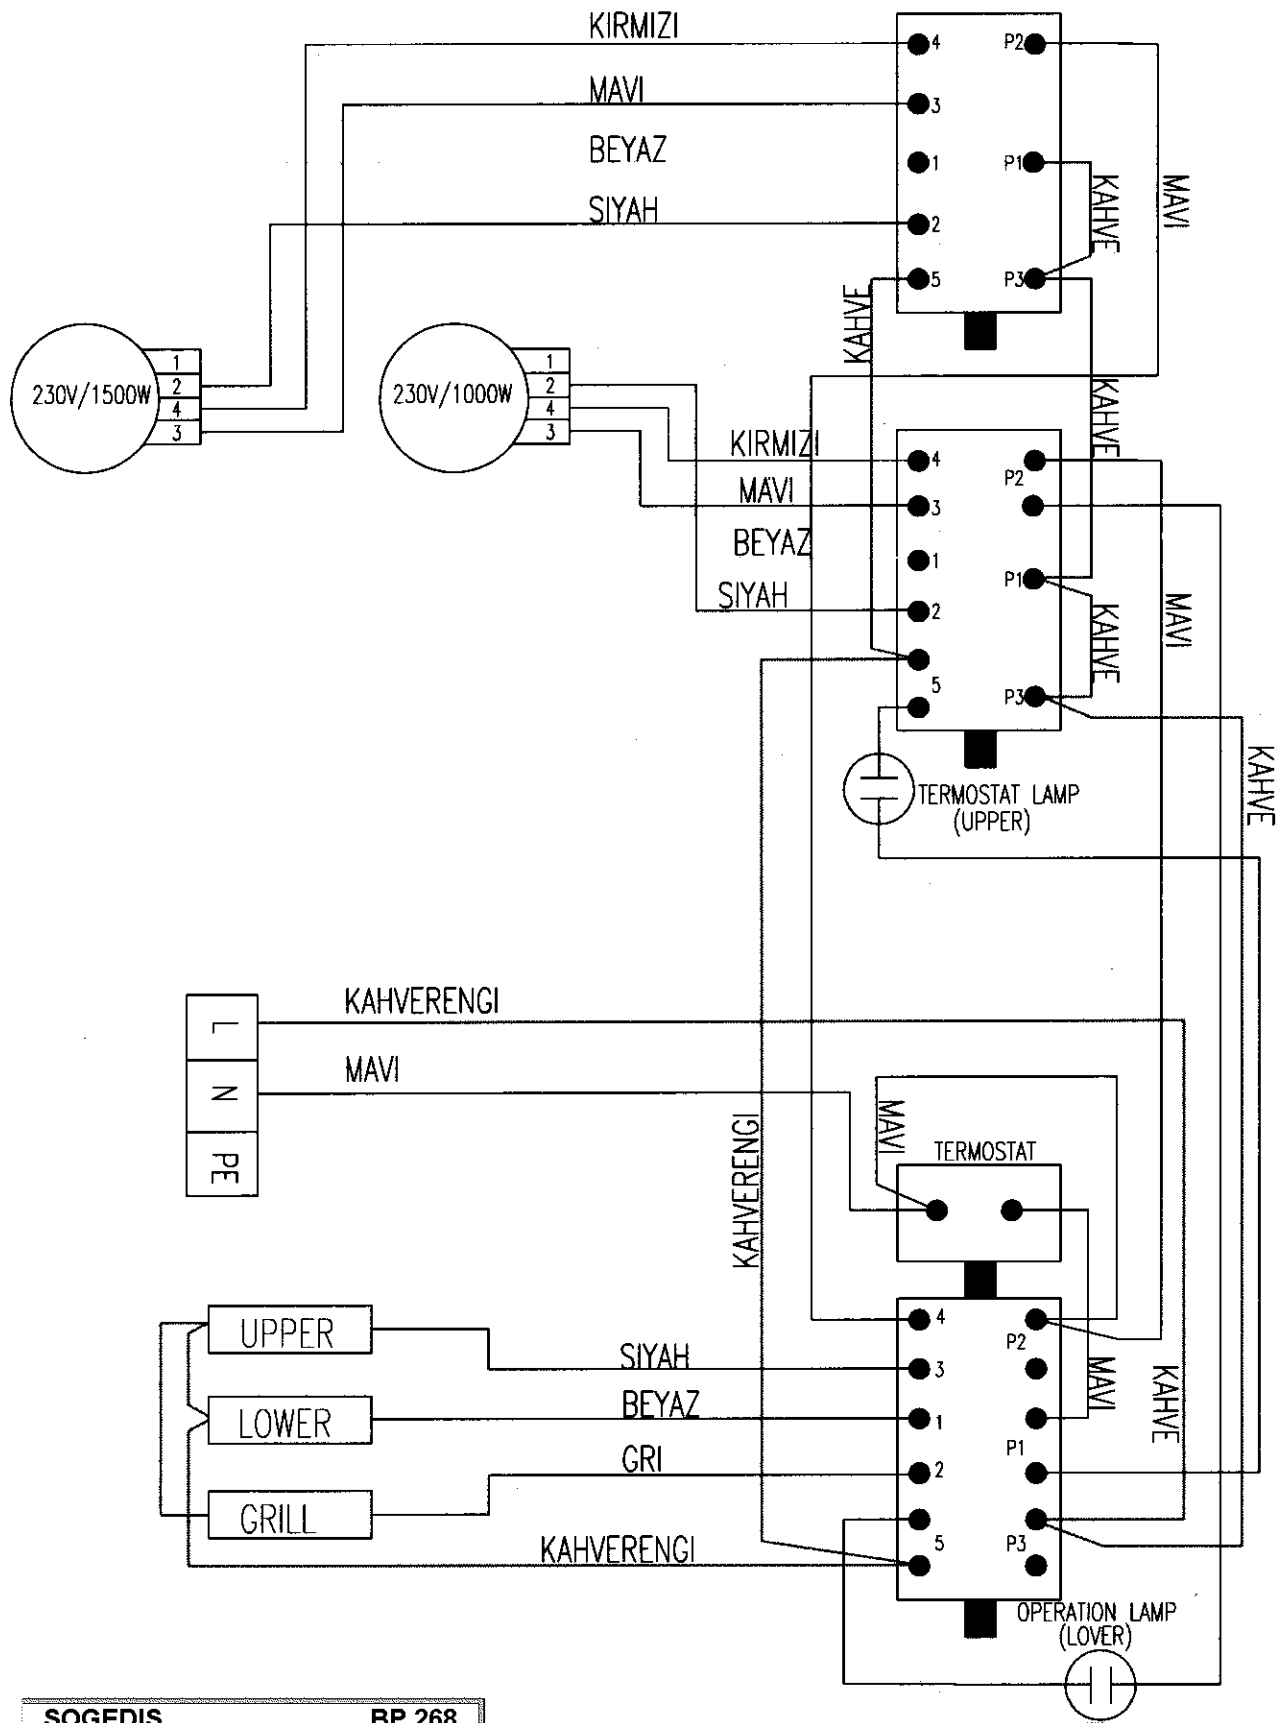 KIRMIZI
4
P2
MAVI
3
BEYAZ
1
P1
KAHVE
MAVI
SIYAH
2
5
P3
KAHVE
230V/1500W
1
2
4
3
230V/1000W
1
2
4
3
KAHVE
KIRMIZI
4
P2
MAVI
3
BEYAZ
1
P1
SIYAH
2
KAHVE
MAVI
5
P3
KAHVE
TERMOSTAT LAMP
(UPPER)
L
KAHVERENGI
N
MAVI
PE
KAHVERENGI
MAVI
TERMOSTAT
UPPER
4
P2
SIYAH
3
MAVI
KAHVE
LOWER
BEYAZ
1
P1
GRI
2
GRILL
KAHVERENGI
5
P3
OPERATION LAMP
(LOVER)
SOGEDIS BP 268